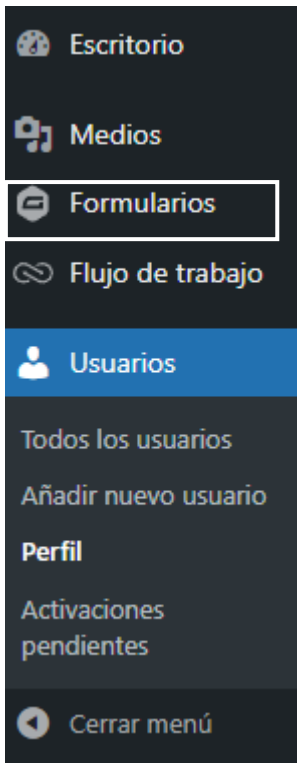 Escritorio
Medios
Formularios
Flujo de trabajo
Usuarios
Todos los usuarios
Añadir nuevo usuario
Perfil
Activaciones
pendientes
Cerrar menú